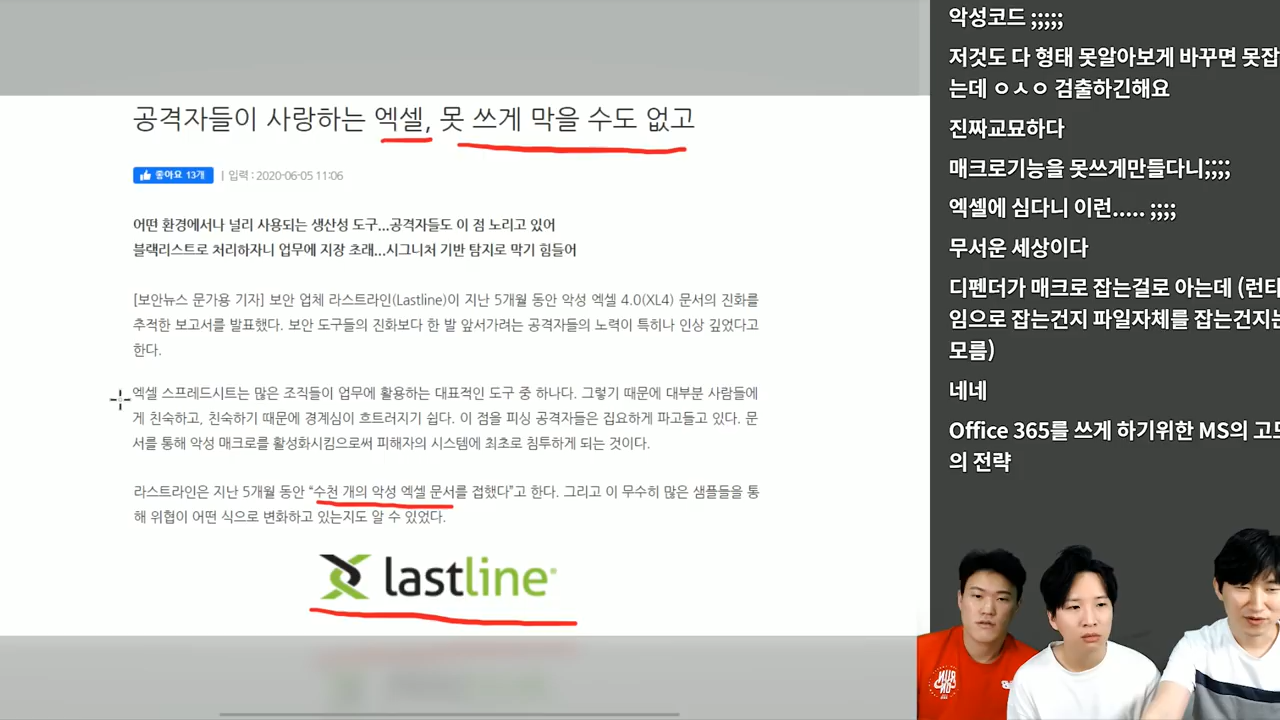 공격자들이 사랑하는 엑셀, 못 쓰게 막을 수도 없고
좋아요 13개 | 입력 : 2020-06-05 11:06
어떤 환경에서나 널리 사용되는 생산성 도구...공격자들도 이 점 노리고 있어
블랙리스트로 처리하자니 업무에 지장 초래...시그니처 기반 탐지로 막기 힘들어
[보안뉴스 문가용 기자] 보안 업체 라스트라인(Lastline)이 지난 5개월 동안 악성 엑셀 4.0(XL4) 문서의 진화를
추적한 보고서를 발표했다. 보안 도구들의 진화보다 한 발 앞서가려는 공격자들의 노력이 특히나 인상 깊었다고
한다.
엑셀 스프레드시트는 많은 조직들이 업무에 활용하는 대표적인 도구 중 하나다. 그렇기 때문에 대부분 사람들에
게 친숙하고, 친숙하기 때문에 경계심이 흐트러지기 쉽다. 이 점을 피싱 공격자들은 집요하게 파고들고 있다. 문
서를 통해 악성 매크로를 활성화시킴으로써 피해자의 시스템에 최초로 침투하게 되는 것이다.
라스트라인은 지난 5개월 동안 “수천 개의 악성 엑셀 문서를 접했다”고 한다. 그리고 이 무수히 많은 샘플들을 통
해 위협이 어떤 식으로 변화하고 있는지도 알 수 있었다.
lastline
악성코드 ;;;;;
저것도 다 형태 못알아보게 바꾸면 못잡
는데 ㅇㅅㅇ 검출하긴해요
진짜교묘하다
매크로기능을 못쓰게만들다니;;;;
엑셀에 심다니 이런..... ;;;;
무서운 세상이다
디펜더가 매크로 잡는걸로 아는데 (런타
임으로 잡는건지 파일자체를 잡는건지는
모름)
네네
Office 365를 쓰게 하기위한 MS의 고도
의 전략